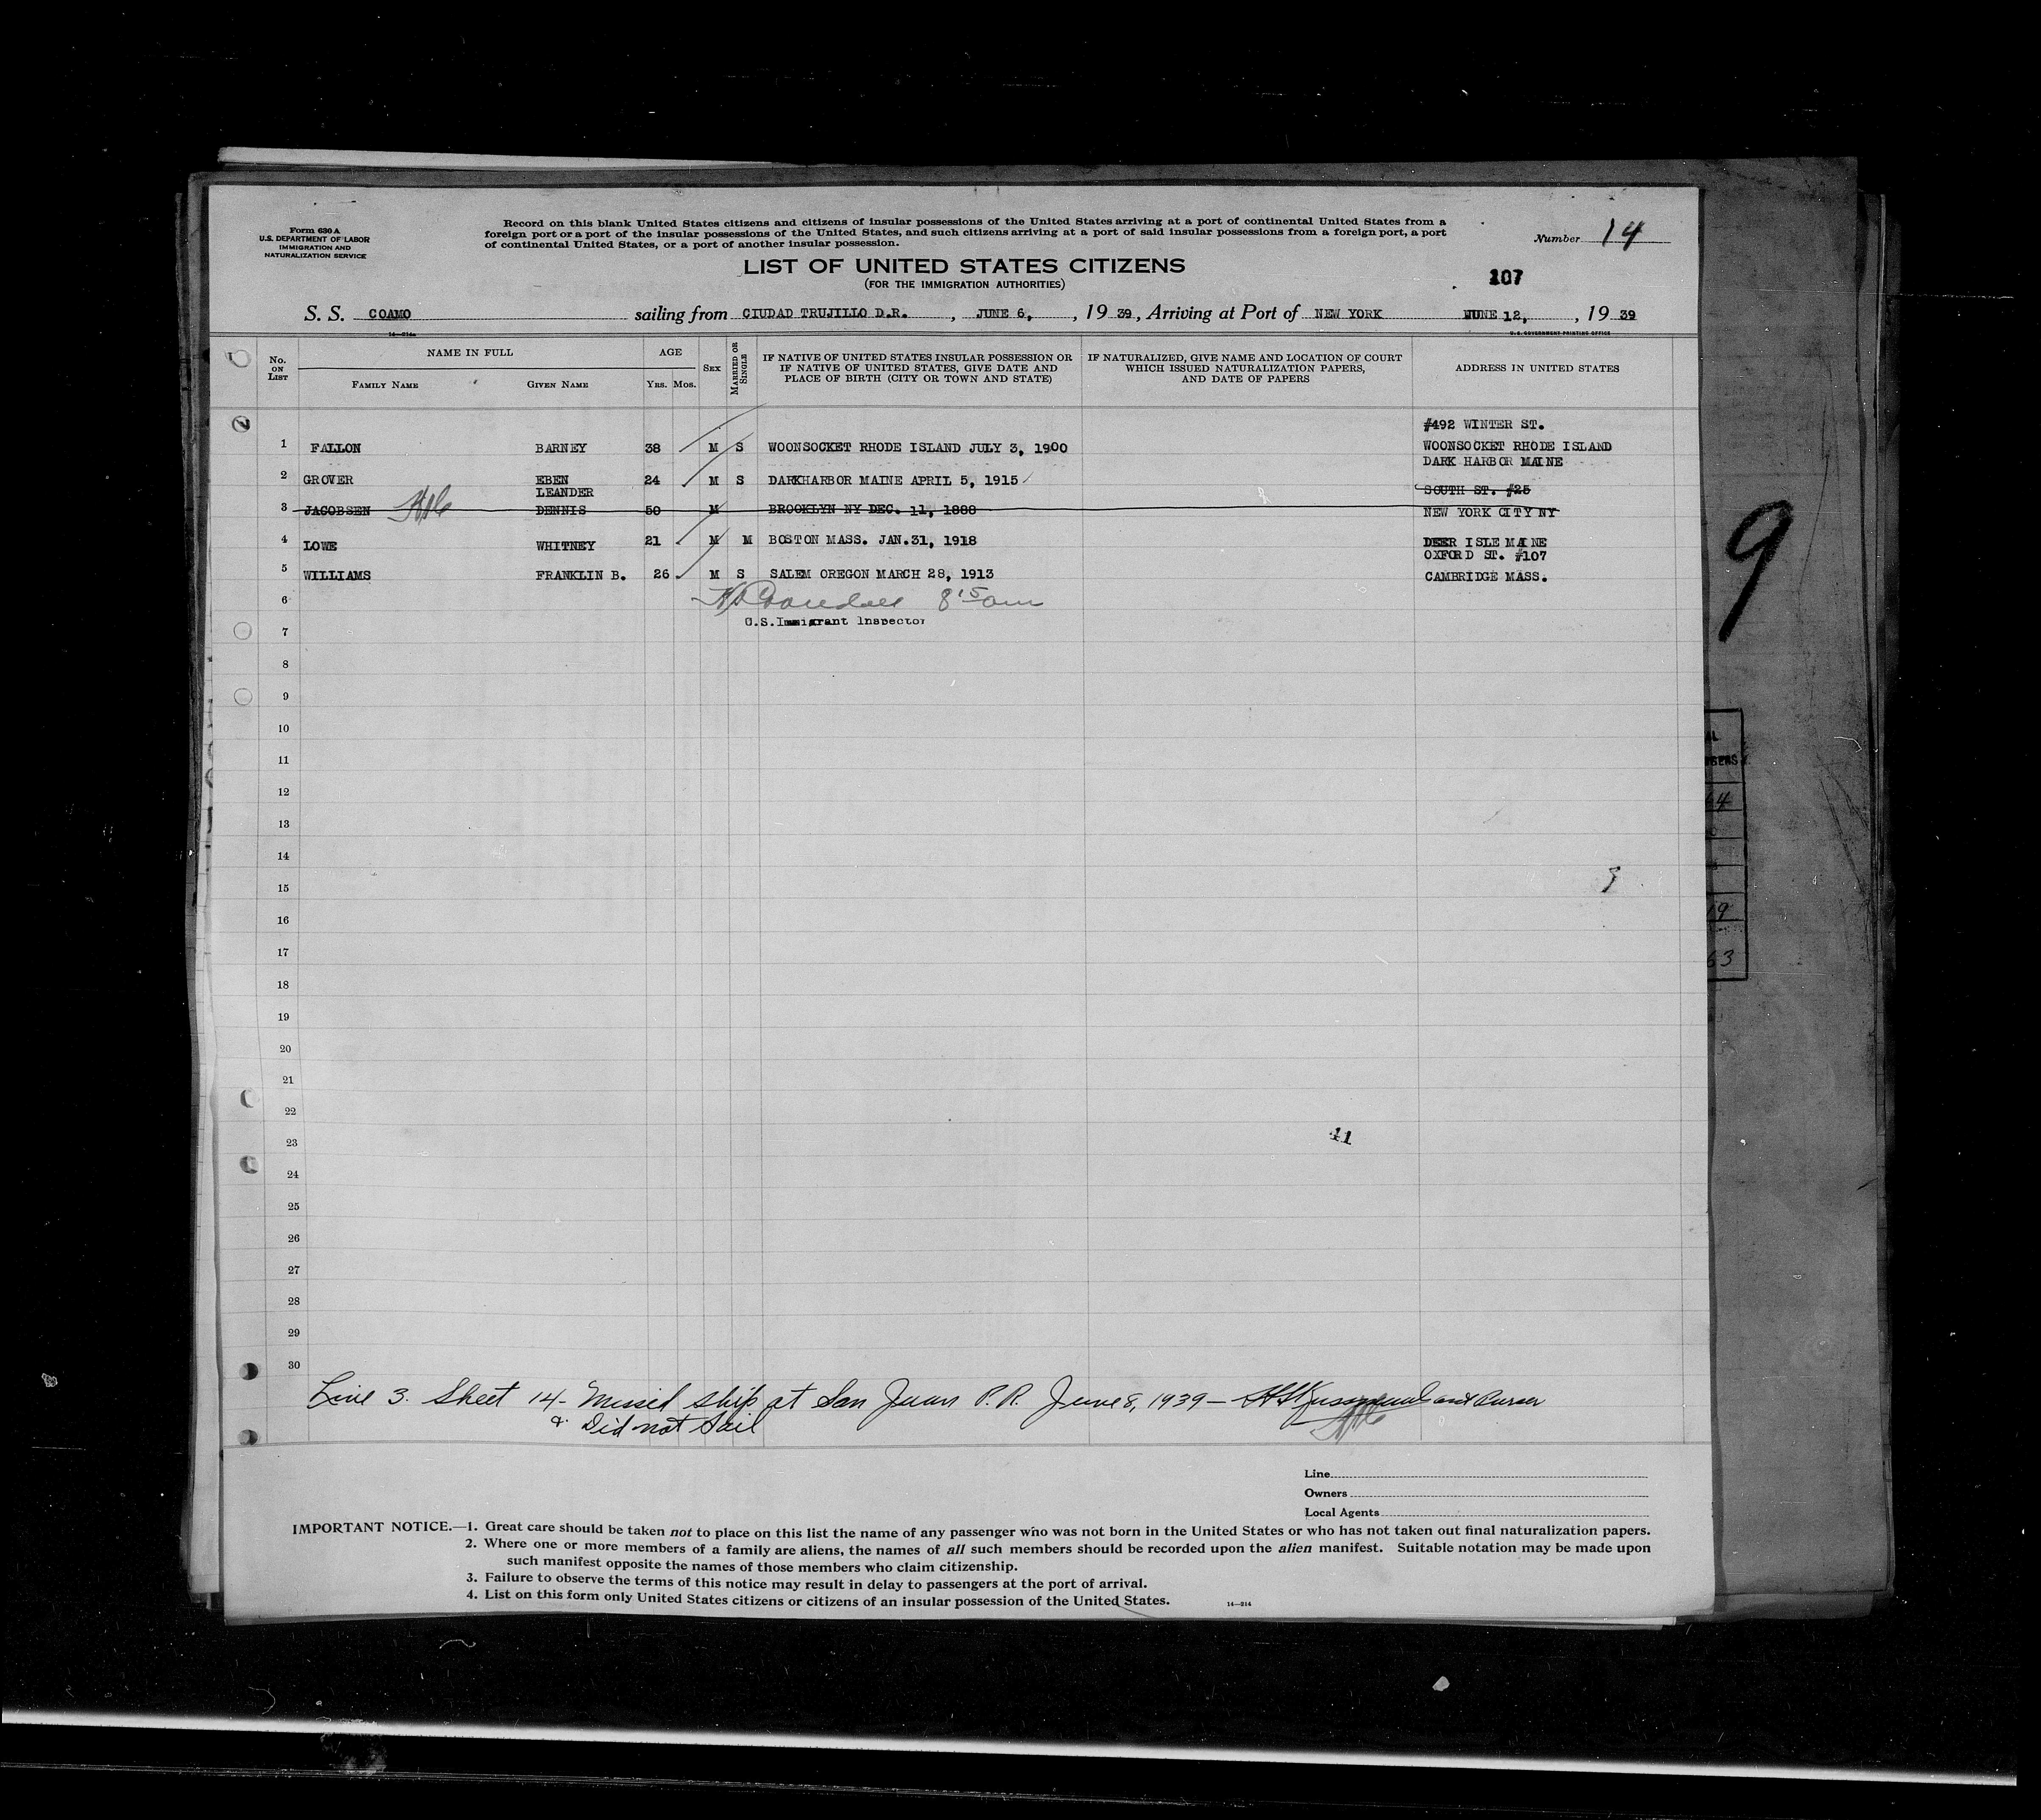 Form 630 A
U.S. DEPARTMENT OF LABOR
IMMIGRATION AND
NATURALIZATION SERVICE
Record on this blank United States citizens and citizens of insular possessions of the United States arriving at a port of continental United States from a
foreign port or a port of the insular possessions of the United States, and such citizens arriving at a port of said insular possessions from a foreign port, a port
of continental United States, or a port of another insular possession.
Number 14
LIST OF UNITED STATES CITIZENS
(FOR THE IMMIGRATION AUTHORITIES)
107
S. S. COAMO sailing from CIUDAD TRUJILLO D.R. , JUNE 6, , 19 39, Arriving at Port of NEW YORK JUNE 12, , 19 39
14—214a
U. S. GOVERNMENT PRINTING OFFICE
No. ON LIST
NAME IN FULL
FAMILY NAME GIVEN NAME
AGE
YRS. MOS.
SEX
MARRIED OR SINGLE
IF NATIVE OF UNITED STATES INSULAR POSSESSION OR
IF NATIVE OF UNITED STATES, GIVE DATE AND
PLACE OF BIRTH (CITY OR TOWN AND STATE)
IF NATURALIZED, GIVE NAME AND LOCATION OF COURT
WHICH ISSUED NATURALIZATION PAPERS,
AND DATE OF PAPERS
ADDRESS IN UNITED STATES
#492 WINTER ST.
1 FALLON BARNEY 38 M S WOONSOCKET RHODE ISLAND JULY 3, 1900 WOONSOCKET RHODE ISLAND
DARK HARBOR MAINE
2 GROVER EBEN 24 M S DARKHARBOR MAINE APRIL 5, 1915
LEANDER SOUTH ST. #25
3 JACOBSEN DENNIS 50 M BROOKLYN NY DEC. 11, 1888 NEW YORK CITY NY
4 LOWE WHITNEY 21 M M BOSTON MASS. JAN.31, 1918 DEER ISLE MAINE
OXFORD ST. #107
5 WILLIAMS FRANKLIN B. 26 M S SALEM OREGON MARCH 28, 1913 CAMBRIDGE MASS.
6 8 15 am
U.S. Immigrant Inspector
7
8
9
10
11
12
13
14
15
16
17
18
19
20
21
22
23
41
24
25
26
27
28
29
30
Line 3. Sheet 14 - Missed ship at San Juan P.R. June 8, 1939 — Purser
& Did not Sail
Line
Owners
Local Agents
IMPORTANT NOTICE.—1. Great care should be taken not to place on this list the name of any passenger who was not born in the United States or who has not taken out final naturalization papers.
2. Where one or more members of a family are aliens, the names of all such members should be recorded upon the alien manifest. Suitable notation may be made upon
such manifest opposite the names of those members who claim citizenship.
3. Failure to observe the terms of this notice may result in delay to passengers at the port of arrival.
4. List on this form only United States citizens or citizens of an insular possession of the United States.
14—214
9
64
19
63